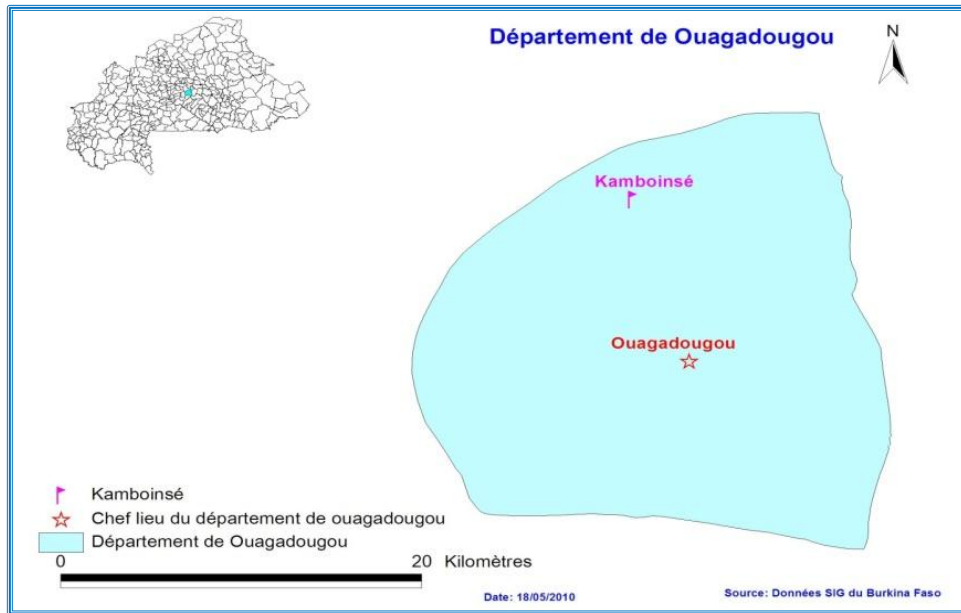 Département de Ouagadougou
N
Kamboinsé
Ouagadougou
Kamboinsé
Chef lieu du département de ouagadougou
Département de Ouagadougou
0 20 Kilomètres
Date: 18/05/2010 Source: Données SIG du Burkina Faso